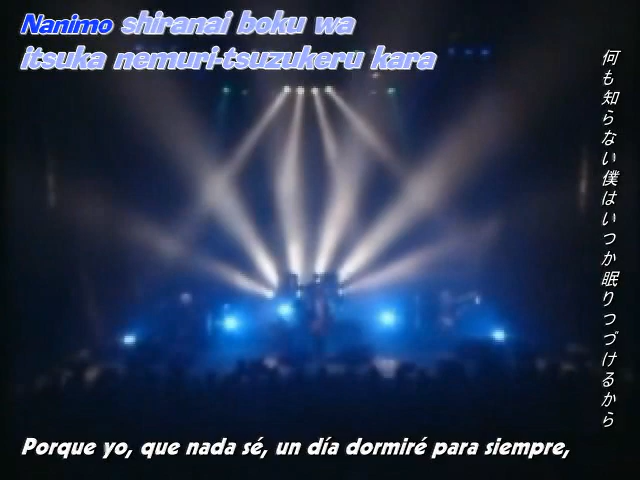 Nanimo shiranai boku wa
itsuka nemuri-tsuzukeru kara
何も知らない僕はいつか眠りつづけるから
Porque yo, que nada sé, un día dormiré para siempre,